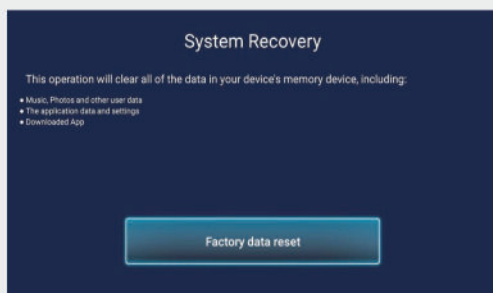 System Recovery
This operation will clear all of the data in your device's memory device, including:
● Music, Photos and other user data
● The application data and settings
● Downloaded App
Factory data reset